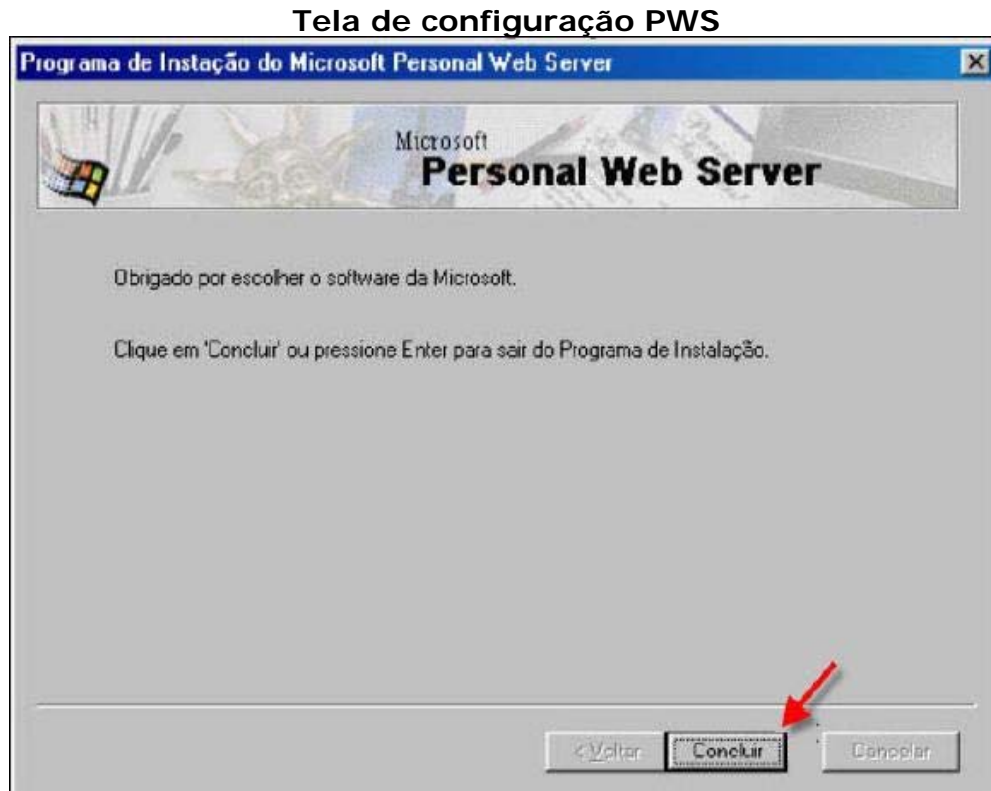 Tela de configuração PWS
Programa de Instação do Microsoft Personal Web Server
Microsoft
Personal Web Server
Obrigado por escolher o software da Microsoft.
Clique em 'Concluir' ou pressione Enter para sair do Programa de Instalação.
< Voltar
Concluir
Cancelar